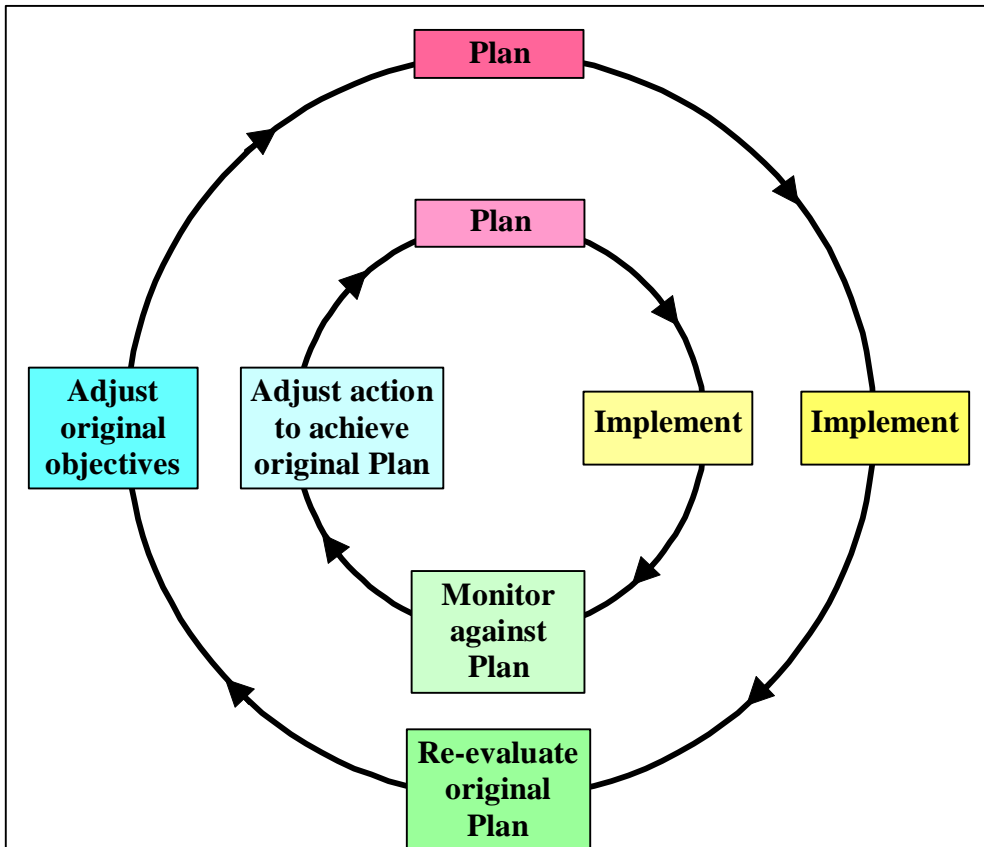 Plan
Plan
Adjust
original
objectives
Adjust action
to achieve
original Plan
Implement
Implement
Monitor
against
Plan
Re-evaluate
original
Plan